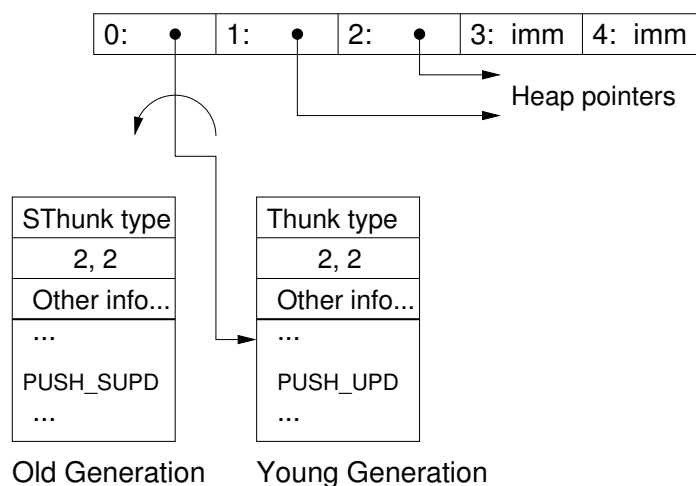 0: 1: 2: 3: imm 4: imm
Heap pointers
SThunk type
2, 2
Other info...
...
PUSH_SUPD
...
Old Generation
Thunk type
2, 2
Other info...
...
PUSH_UPD
...
Young Generation